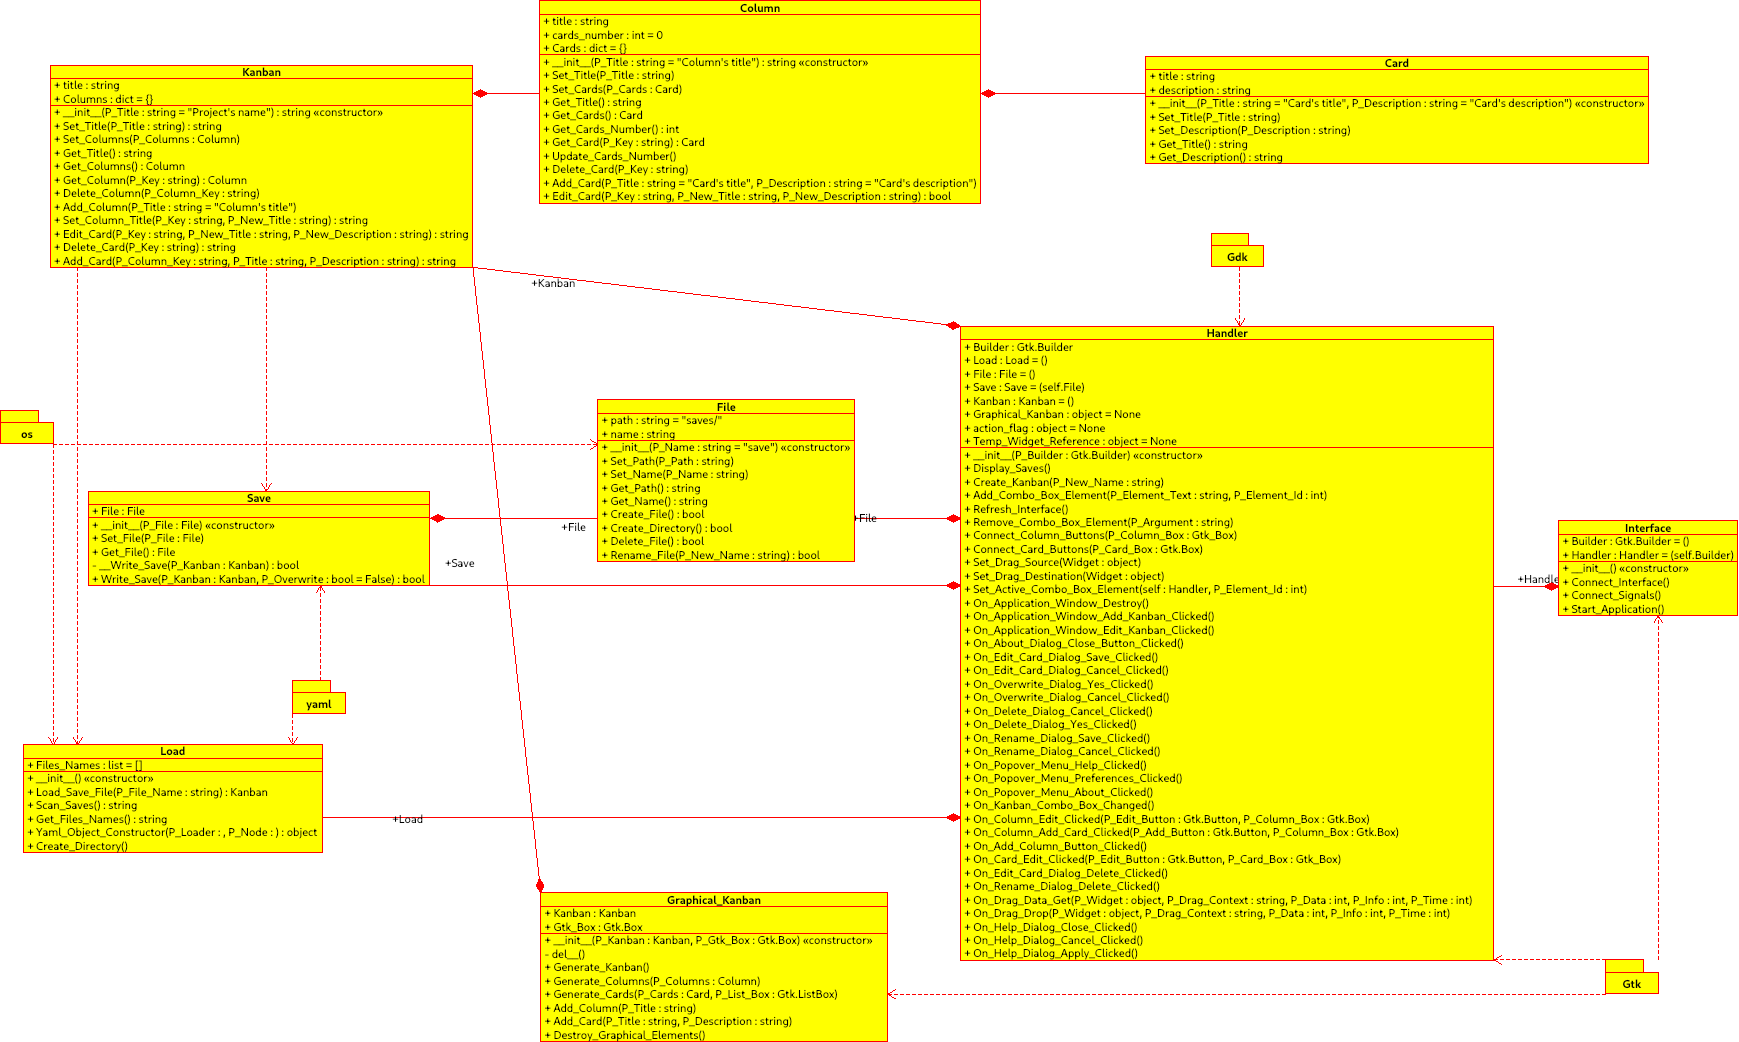 Column
+ title : string
+ cards_number : int = 0
+ Cards : dict = {}
+ __init__(P_Title : string = "Column's title") : string «constructor»
+ Set_Title(P_Title : string)
+ Set_Cards(P_Cards : Card)
+ Get_Title() : string
+ Get_Cards() : Card
+ Get_Cards_Number() : int
+ Get_Card(P_Key : string) : Card
+ Update_Cards_Number()
+ Delete_Card(P_Key : string)
+ Add_Card(P_Title : string = "Card's title", P_Description : string = "Card's description")
+ Edit_Card(P_Key : string, P_New_Title : string, P_New_Description : string) : bool
Kanban
+ title : string
+ Columns : dict = {}
+ __init__(P_Title : string = "Project's name") : string «constructor»
+ Set_Title(P_Title : string) : string
+ Set_Columns(P_Columns : Column)
+ Get_Title() : string
+ Get_Columns() : Column
+ Get_Column(P_Key : string) : Column
+ Delete_Column(P_Column_Key : string)
+ Add_Column(P_Title : string = "Column's title")
+ Set_Column_Title(P_Key : string, P_New_Title : string) : string
+ Edit_Card(P_Key : string, P_New_Title : string, P_New_Description : string) : string
+ Delete_Card(P_Key : string) : string
+ Add_Card(P_Column_Key : string, P_Title : string, P_Description : string) : string
Card
+ title : string
+ description : string
+ __init__(P_Title : string = "Card's title", P_Description : string = "Card's description") «constructor»
+ Set_Title(P_Title : string)
+ Set_Description(P_Description : string)
+ Get_Title() : string
+ Get_Description() : string
Gdk
+Kanban
Handler
+ Builder : Gtk.Builder
+ Load : Load = ()
+ File : File = ()
+ Save : Save = (self.File)
+ Kanban : Kanban = ()
+ Graphical_Kanban : object = None
+ action_flag : object = None
+ Temp_Widget_Reference : object = None
+ __init__(P_Builder : Gtk.Builder) «constructor»
+ Display_Saves()
+ Create_Kanban(P_New_Name : string)
+ Add_Combo_Box_Element(P_Element_Text : string, P_Element_Id : int)
+ Refresh_Interface()
+ Remove_Combo_Box_Element(P_Argument : string)
+ Connect_Column_Buttons(P_Column_Box : Gtk_Box)
+ Connect_Card_Buttons(P_Card_Box : Gtk.Box)
+ Set_Drag_Source(Widget : object)
+ Set_Drag_Destination(Widget : object)
+ Set_Active_Combo_Box_Element(self : Handler, P_Element_Id : int)
+ On_Application_Window_Destroy()
+ On_Application_Window_Add_Kanban_Clicked()
+ On_Application_Window_Edit_Kanban_Clicked()
+ On_About_Dialog_Close_Button_Clicked()
+ On_Edit_Card_Dialog_Save_Clicked()
+ On_Edit_Card_Dialog_Cancel_Clicked()
+ On_Overwrite_Dialog_Yes_Clicked()
+ On_Overwrite_Dialog_Cancel_Clicked()
+ On_Delete_Dialog_Cancel_Clicked()
+ On_Delete_Dialog_Yes_Clicked()
+ On_Rename_Dialog_Save_Clicked()
+ On_Rename_Dialog_Cancel_Clicked()
+ On_Popover_Menu_Help_Clicked()
+ On_Popover_Menu_Preferences_Clicked()
+ On_Popover_Menu_About_Clicked()
+ On_Kanban_Combo_Box_Changed()
+ On_Column_Edit_Clicked(P_Edit_Button : Gtk.Button, P_Column_Box : Gtk.Box)
+ On_Column_Add_Card_Clicked(P_Add_Button : Gtk.Button, P_Column_Box : Gtk.Box)
+ On_Add_Column_Button_Clicked()
+ On_Card_Edit_Clicked(P_Edit_Button : Gtk.Button, P_Card_Box : Gtk_Box)
+ On_Edit_Card_Dialog_Delete_Clicked()
+ On_Rename_Dialog_Delete_Clicked()
+ On_Drag_Data_Get(P_Widget : object, P_Drag_Context : string, P_Data : int, P_Info : int, P_Time : int)
+ On_Drag_Drop(P_Widget : object, P_Drag_Context : string, P_Data : int, P_Info : int, P_Time : int)
+ On_Help_Dialog_Close_Clicked()
+ On_Help_Dialog_Cancel_Clicked()
+ On_Help_Dialog_Apply_Clicked()
os
File
+ path : string = "saves/"
+ name : string
+ __init__(P_Name : string = "save") «constructor»
+ Set_Path(P_Path : string)
+ Set_Name(P_Name : string)
+ Get_Path() : string
+ Get_Name() : string
+ Create_File() : bool
+ Create_Directory() : bool
+ Delete_File() : bool
+ Rename_File(P_New_Name : string) : bool
Save
+ File : File
+ __init__(P_File : File) «constructor»
+ Set_File(P_File : File)
+ Get_File() : File
- __Write_Save(P_Kanban : Kanban) : bool
+ Write_Save(P_Kanban : Kanban, P_Overwrite : bool = False) : bool
+File
File
+Save
Interface
+ Builder : Gtk.Builder = ()
+ Handler : Handler = (self.Builder)
+ __init__() «constructor»
+ Connect_Interface()
+ Connect_Signals()
+ Start_Application()
+Handle
yaml
Load
+ Files_Names : list = []
+ __init__() «constructor»
+ Load_Save_File(P_File_Name : string) : Kanban
+ Scan_Saves() : string
+ Get_Files_Names() : string
+ Yaml_Object_Constructor(P_Loader : , P_Node : ) : object
+ Create_Directory()
+Load
Graphical_Kanban
+ Kanban : Kanban
+ Gtk_Box : Gtk.Box
+ __init__(P_Kanban : Kanban, P_Gtk_Box : Gtk.Box) «constructor»
- del__()
+ Generate_Kanban()
+ Generate_Columns(P_Columns : Column)
+ Generate_Cards(P_Cards : Card, P_List_Box : Gtk.ListBox)
+ Add_Column(P_Title : string)
+ Add_Card(P_Title : string, P_Description : string)
+ Destroy_Graphical_Elements()
Gtk